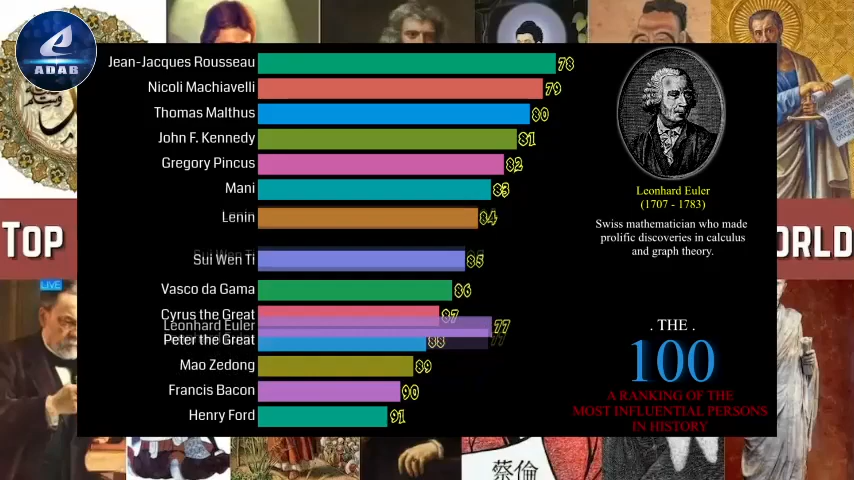 ADAB
Jean-Jacques Rousseau 78
Nicoli Machiavelli 79
Thomas Malthus 80
John F. Kennedy 81
Gregory Pincus 82
Mani 83
Lenin 84
Sui Wen Ti 85
Vasco da Gama 86
Cyrus the Great 87
Leonhard Euler 77
Peter the Great 88
Mao Zedong 89
Francis Bacon 90
Henry Ford 91
Leonhard Euler
(1707 - 1783)
Swiss mathematician who made
prolific discoveries in calculus
and graph theory.
. THE .
100
A RANKING OF THE
MOST INFLUENTIAL PERSONS
IN HISTORY
TOP
ORLD
LIVE
蔡倫